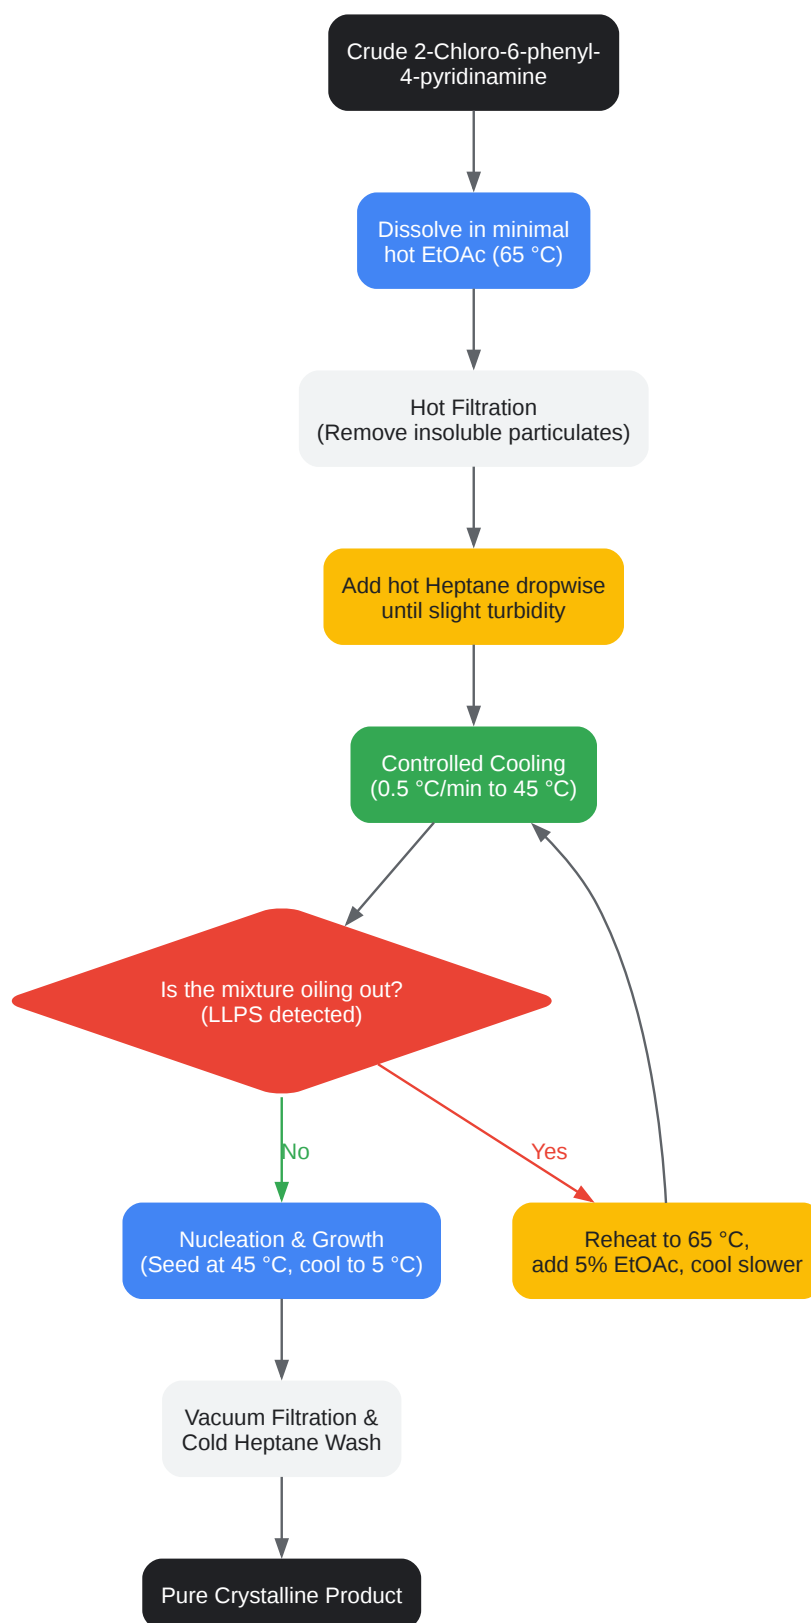 Crude 2-Chloro-6-phenyl-
4-pyridinamine
Dissolve in minimal
hot EtOAc (65 °C)
Hot Filtration
(Remove insoluble particulates)
Add hot Heptane dropwise
until slight turbidity
Controlled Cooling
(0.5 °C/min to 45 °C)
Is the mixture oiling out?
(LLPS detected)
No
Yes
Nucleation & Growth
(Seed at 45 °C, cool to 5 °C)
Reheat to 65 °C,
add 5% EtOAc, cool slower
Vacuum Filtration &
Cold Heptane Wash
Pure Crystalline Product